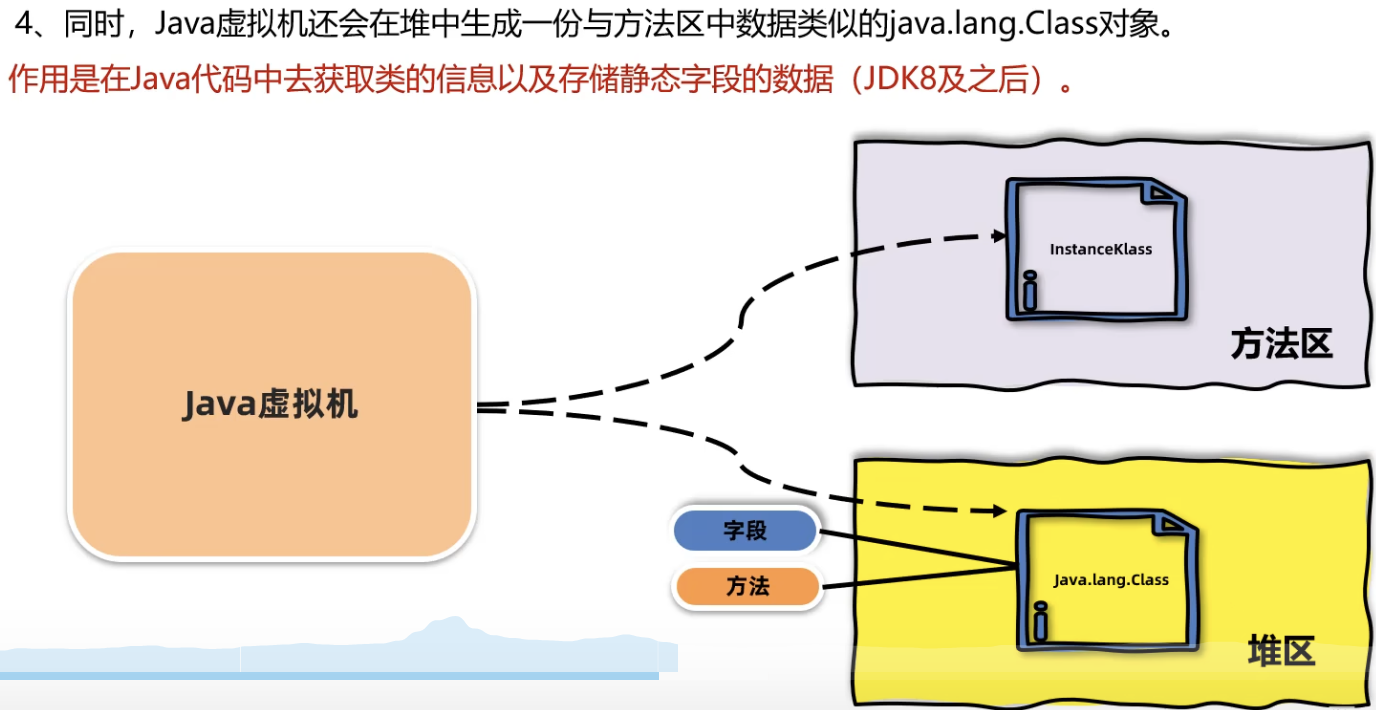 4、同时，Java虚拟机还会在堆中生成一份与方法区中数据类似的java.lang.Class对象。
作用是在Java代码中去获取类的信息以及存储静态字段的数据（JDK8及之后）。
InstanceKlass
方法区
Java虚拟机
字段
方法
Java.lang.Class
堆区